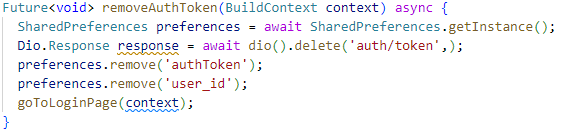 Future<void> removeAuthToken(BuildContext context) async {
SharedPreferences preferences = await SharedPreferences.getInstance();
Dio.Response response = await dio().delete('auth/token',);
preferences.remove('authToken');
preferences.remove('user_id');
goToLoginPage(context);
}